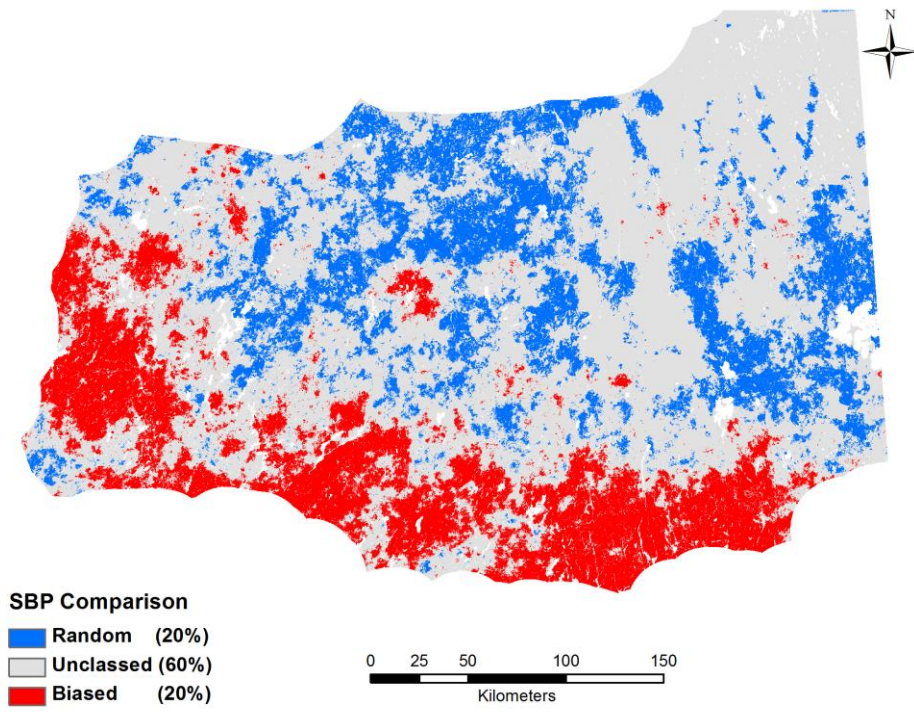 N
SBP Comparison
Random (20%)
Unclassed (60%)
Biased (20%)
0 25 50 100 150
Kilometers